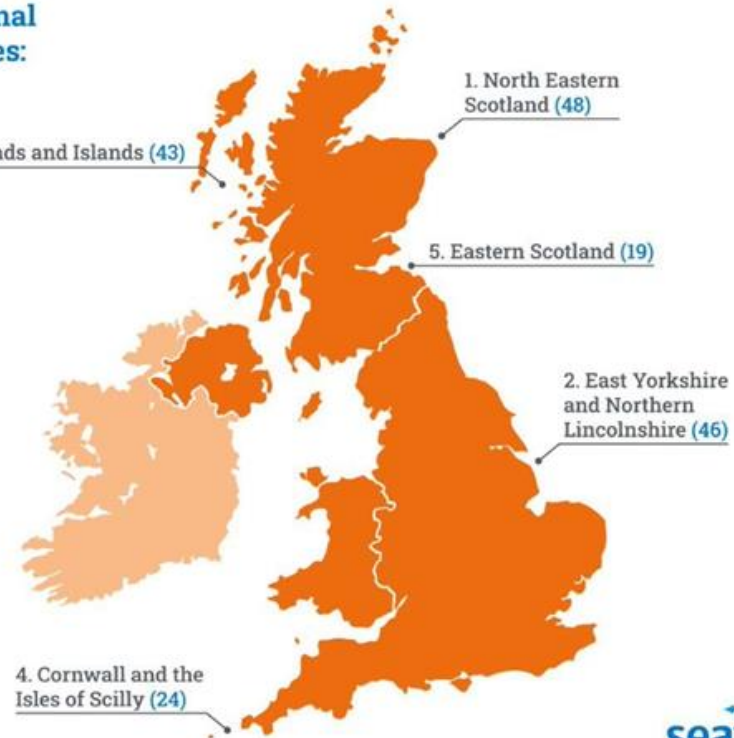 nal
es:
1. North Eastern
Scotland (48)
nds and Islands (43)
5. Eastern Scotland (19)
2. East Yorkshire
and Northern
Lincolnshire (46)
4. Cornwall and the
Isles of Scilly (24)
sea